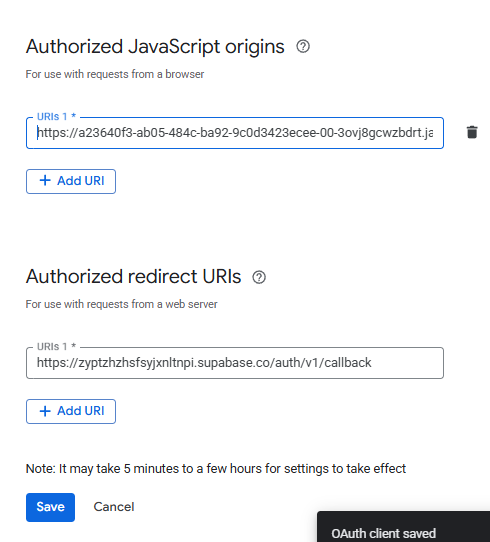 Authorized JavaScript origins
For use with requests from a browser
URIs 1 *
https://a23640f3-ab05-484c-ba92-9c0d3423ecee-00-3ovj8gcwzbdrt.ja
+ Add URI
Authorized redirect URIs
For use with requests from a web server
URIs 1 *
https://zyptzhzhsfsyjxnltnpi.supabase.co/auth/v1/callback
+ Add URI
Note: It may take 5 minutes to a few hours for settings to take effect
Save Cancel
OAuth client saved